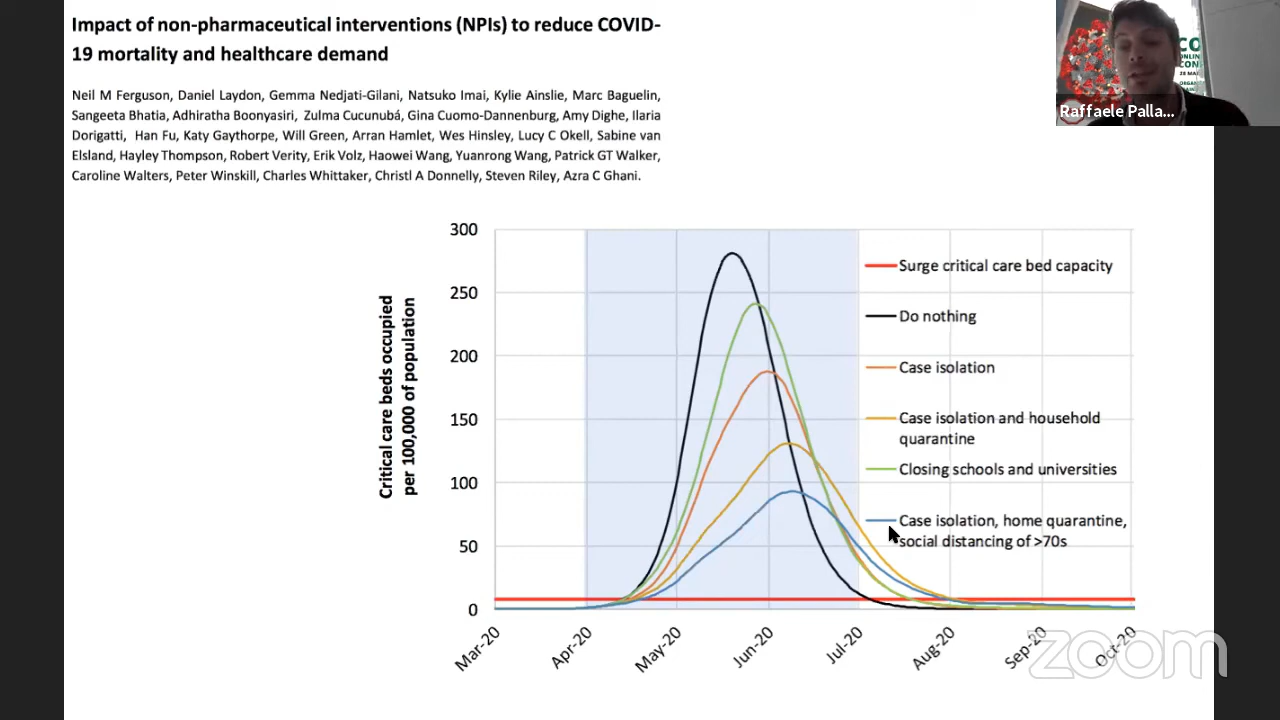 Impact of non-pharmaceutical interventions (NPIs) to reduce COVID-
19 mortality and healthcare demand
Neil M Ferguson, Daniel Laydon, Gemma Nedjati-Gilani, Natsuko Imai, Kylie Ainslie, Marc Baguelin,
Sangeeta Bhatia, Adhiratha Boonyasiri, Zulma Cucunubá, Gina Cuomo-Dannenburg, Amy Dighe, Ilaria
Dorigatti, Han Fu, Katy Gaythorpe, Will Green, Arran Hamlet, Wes Hinsley, Lucy C Okell, Sabine van
Elsland, Hayley Thompson, Robert Verity, Erik Volz, Haowei Wang, Yuanrong Wang, Patrick GT Walker,
Caroline Walters, Peter Winskill, Charles Whittaker, Christl A Donnelly, Steven Riley, Azra C Ghani.
Raffaele Palla...
CO
ONLIN
CON
28 MA
ORGA
Critical care beds occupied
per 100,000 of population
300
250
200
150
100
50
0
Surge critical care bed capacity
Do nothing
Case isolation
Case isolation and household
quarantine
Closing schools and universities
Case isolation, home quarantine,
social distancing of >70s
Mar-20
Apr-20
May-20
Jun-20
Jul-20
Aug-20
Sep-20
Oct-20
zoom